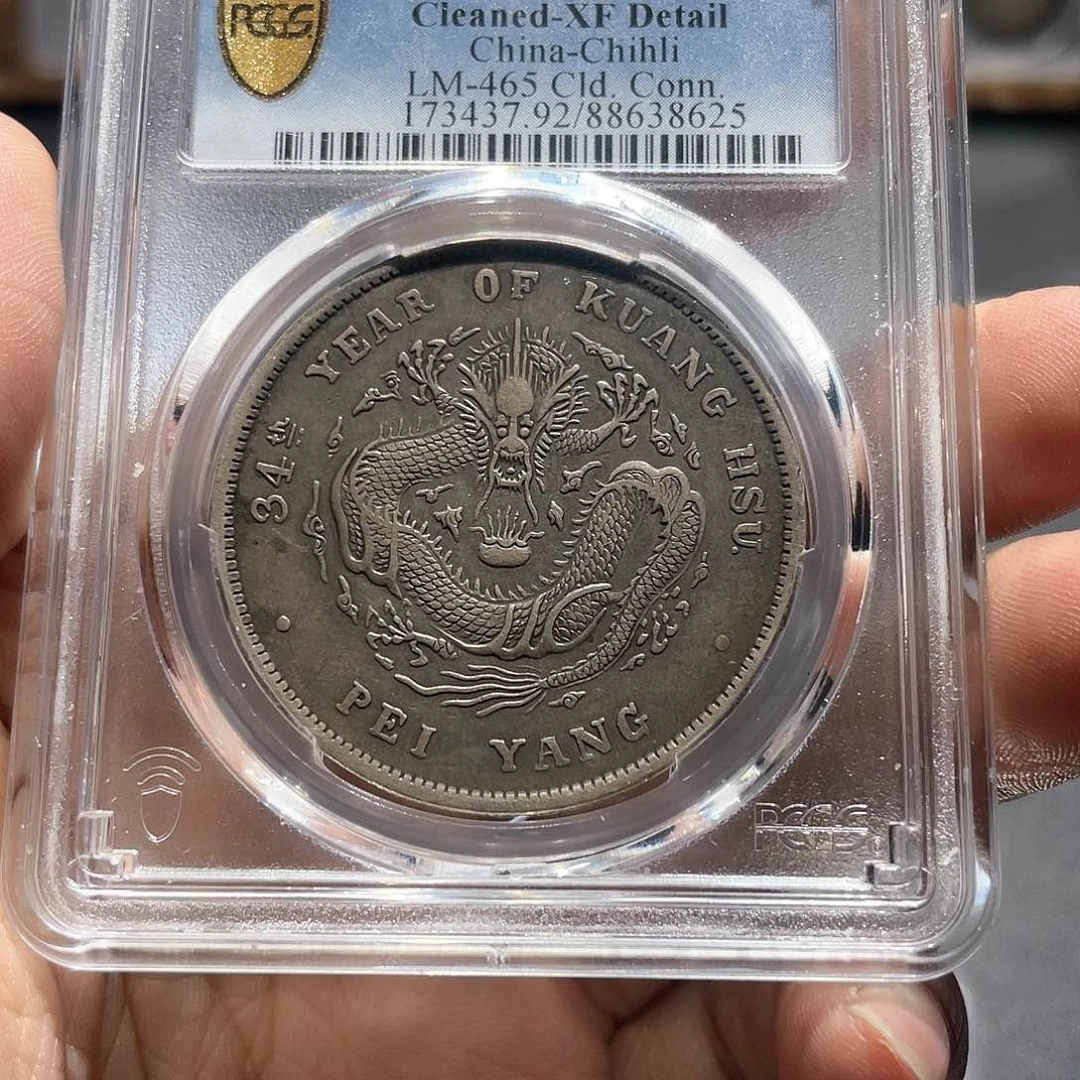 PCGS
Cleaned-XF Detail
China-Chihli
LM-465 Cld. Conn.
173437.92/88638625
34th YEAR OF KUANG HSU.
PEI YANG
PCGS